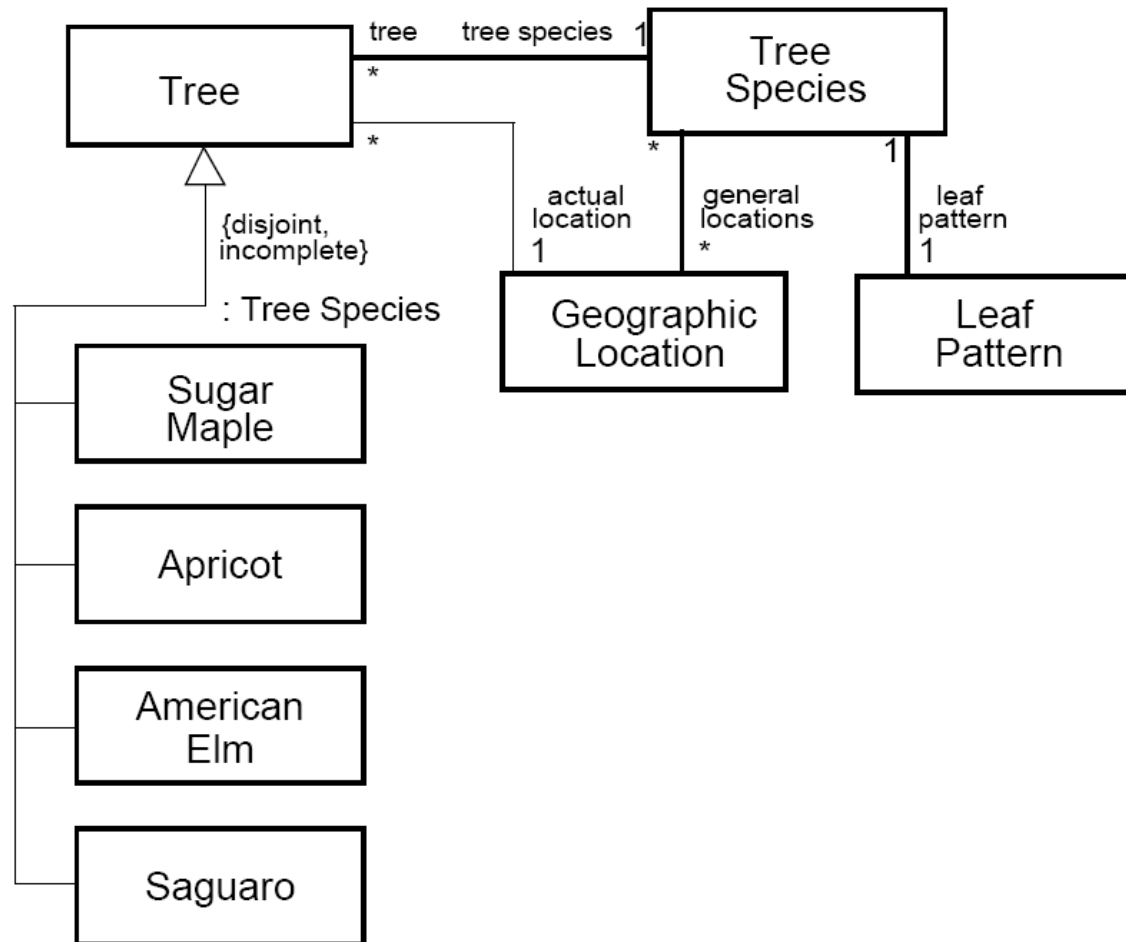 tree tree species 1
Tree
Species
Tree
*
*
*
1
actual
location
general
locations
leaf
pattern
{disjoint,
incomplete}
1
*
1
: Tree Species
Geographic
Location
Leaf
Pattern
Sugar
Maple
Apricot
American
Elm
Saguaro